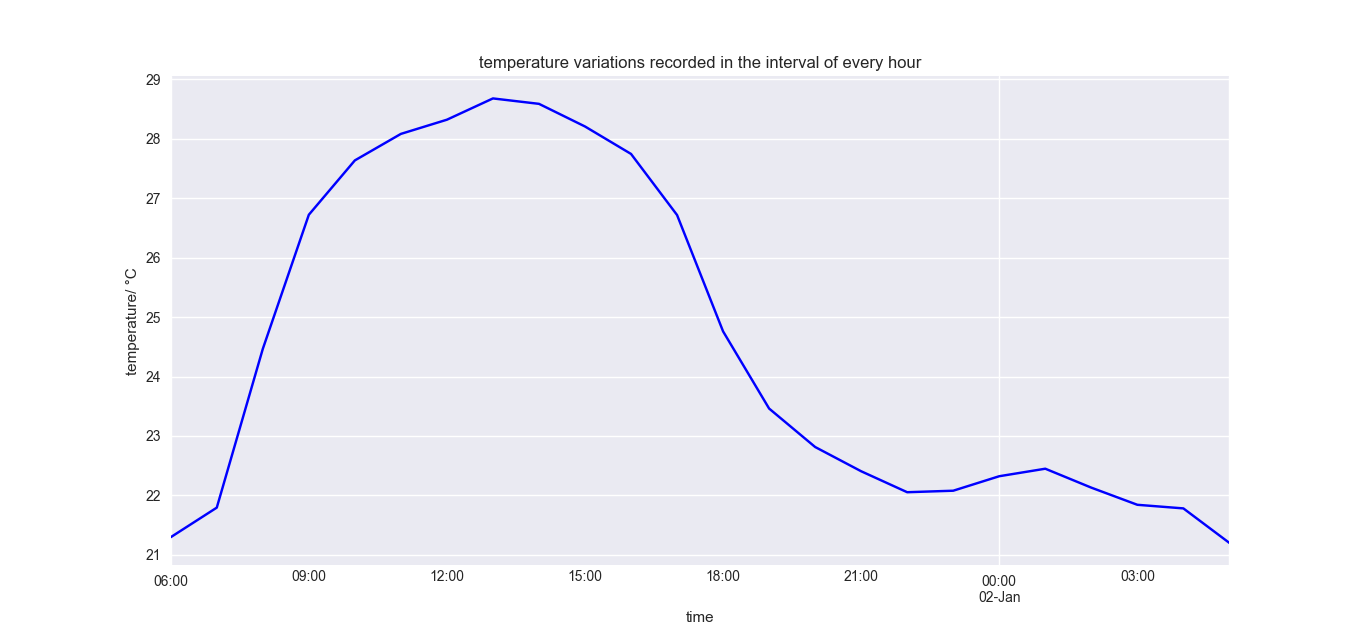 temperature variations recorded in the interval of every hour
29
28
27
26
25
24
23
22
21
temperature/ °C
06:00 09:00 12:00 15:00 18:00 21:00 00:00 03:00
02-Jan
time